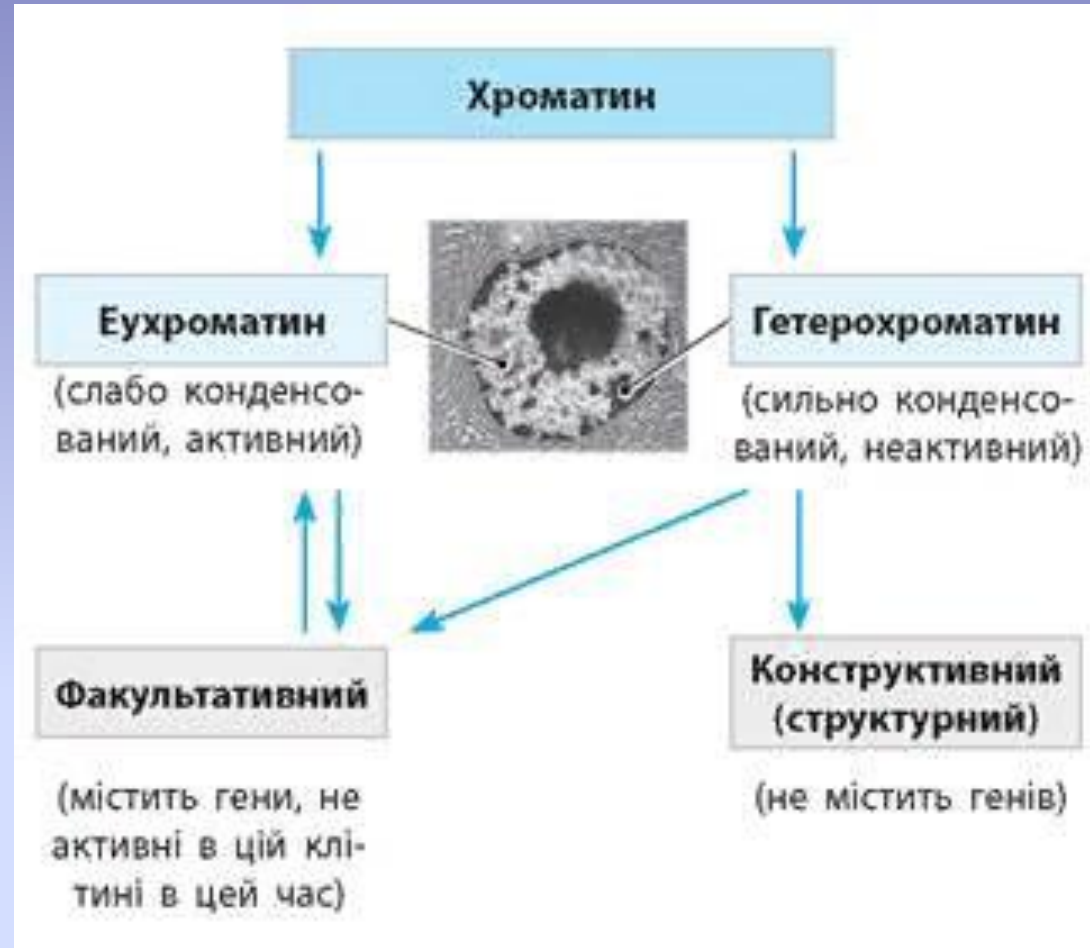 Хроматин
Еухроматин
(слабо конденсо-
ваний, активний)
Гетерохроматин
(сильно конденсо-
ваний, неактивний)
Факультативний
(містить гени, не
активні в цій клі-
тині в цей час)
Конструктивний
(структурний)
(не містить генів)